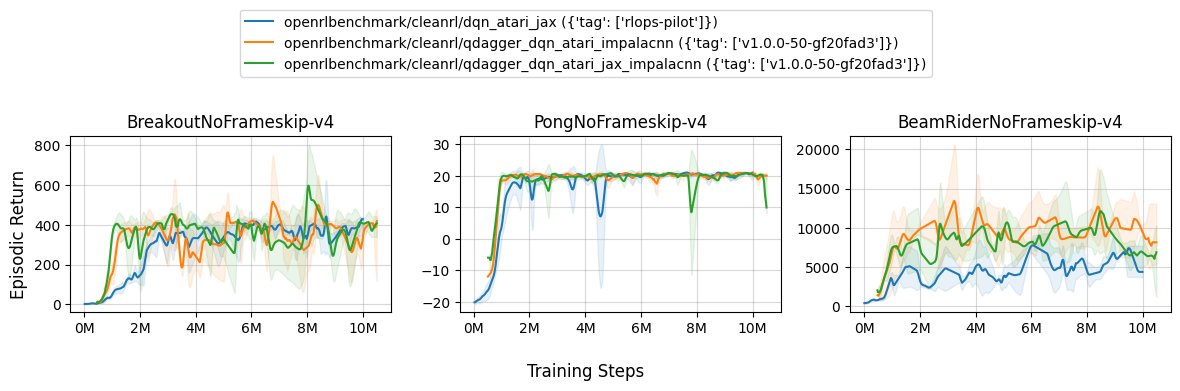 openrlbenchmark/cleanrl/dqn_atari_jax ({'tag': ['rlops-pilot']})
openrlbenchmark/cleanrl/qdagger_dqn_atari_impalacnn ({'tag': ['v1.0.0-50-gf20fad3']})
openrlbenchmark/cleanrl/qdagger_dqn_atari_jax_impalacnn ({'tag': ['v1.0.0-50-gf20fad3']})
Episodic Return
BreakoutNoFrameskip-v4
800
600
400
200
0
0M 2M 4M 6M 8M 10M
PongNoFrameskip-v4
30
20
10
0
−10
−20
0M 2M 4M 6M 8M 10M
BeamRiderNoFrameskip-v4
20000
15000
10000
5000
0
0M 2M 4M 6M 8M 10M
Training Steps